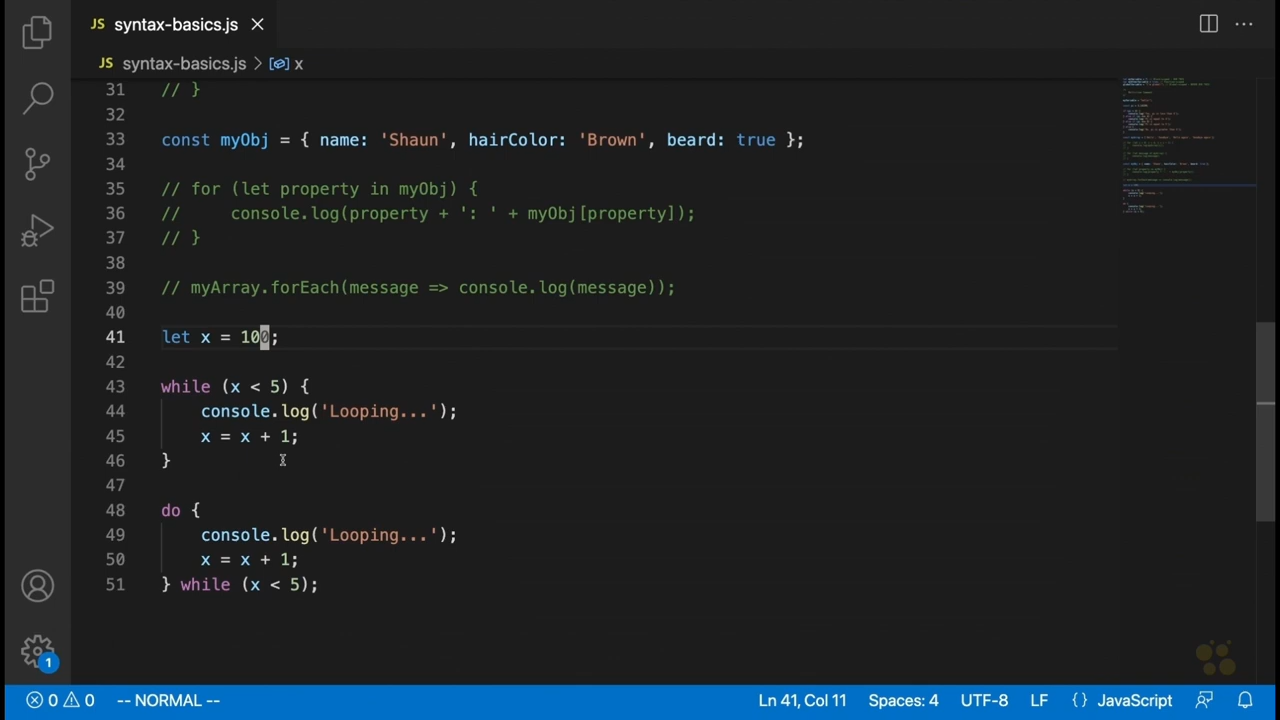 JS syntax-basics.js
JS syntax-basics.js > x
31 // }
32
33 const myObj = { name: 'Shaun', hairColor: 'Brown', beard: true };
34
35 // for (let property in myObj) {
36 //     console.log(property + ': ' + myObj[property]);
37 // }
38
39 // myArray.forEach(message => console.log(message));
40
41 let x = 100;
42
43 while (x < 5) {
44     console.log('Looping...');
45     x = x + 1;
46 }
47
48 do {
49     console.log('Looping...');
50     x = x + 1;
51 } while (x < 5);
1
0 0 -- NORMAL -- Ln 41, Col 11 Spaces: 4 UTF-8 LF {} JavaScript